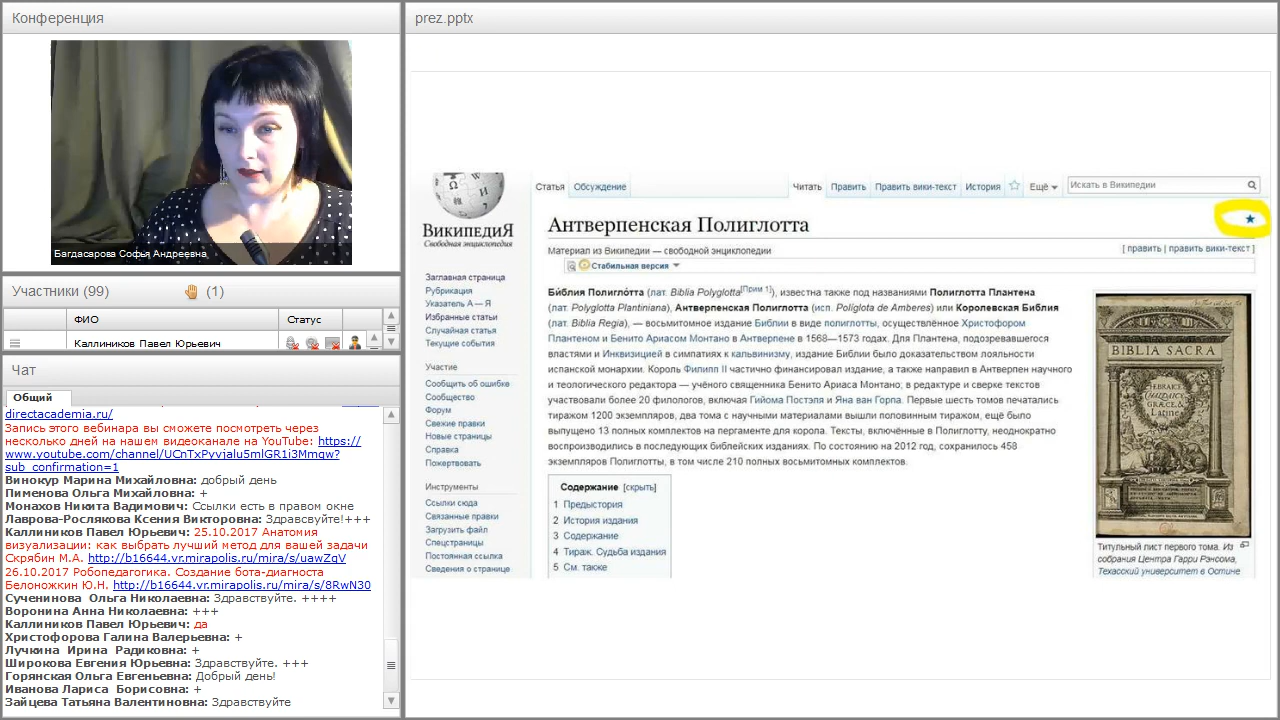 Конференция
Багдасарова Софья Андреевна
Участники (99)
(1)
ФИО
Статус
Каллиников Павел Юрьевич
Чат
Общий
directacademia.ru/
Запись этого вебинара вы сможете посмотреть через
несколько дней на нашем видеоканале на YouTube: https://
www.youtube.com/channel/UCnTxPyvjalu5mlGR1i3Mmqw?
sub_confirmation=1
Винокур Марина Михайловна: добрый день
Пименова Ольга Михайловна: +
Монахов Никита Вадимович: Ссылки есть в правом окне
Лаврова-Рослякова Ксения Викторовна: Здравсвуйте!+++
Каллиников Павел Юрьевич: 25.10.2017 Анатомия
визуализации: как выбрать лучший метод для вашей задачи
Скрябин М.А. http://b16644.vr.mirapolis.ru/mira/s/uawZqV
26.10.2017 Робопедагогика. Создание бота-диагноста
Белоножкин Ю.Н. http://b16644.vr.mirapolis.ru/mira/s/8RwN30
Сученинова Ольга Николаевна: Здравствуйте. ++++
Воронина Анна Николаевна: +++
Каллиников Павел Юрьевич: да
Христофорова Галина Валерьевна: +
Лучкина Ирина Радиковна: +
Широкова Евгения Юрьевна: Здравствуйте. +++
Горянская Ольга Евгеньевна: Добрый день!
Иванова Лариса Борисовна: +
Зайцева Татьяна Валентиновна: Здравствуйте
prez.pptx
ВИКИПЕДИЯ
Свободная энциклопедия
Заглавная страница
Рубрикация
Указатель А — Я
Избранные статьи
Случайная статья
Текущие события
Участие
Сообщить об ошибке
Сообщество
Форум
Свежие правки
Новые страницы
Справка
Пожертвовать
Инструменты
Ссылки сюда
Связанные правки
Загрузить файл
Спецстраницы
Постоянная ссылка
Сведения о странице
Статья Обсуждение Читать Править Править вики-текст История Ещё Искать в Википедии
Антверпенская Полиглотта
Материал из Википедии — свободной энциклопедии
[ править | править вики-текст ]
Стабильная версия
Би́блия Полигло́тта (лат. Biblia Polyglotta[Прим 1]), известна также под названиями Полиглотта Плантена
(лат. Polyglotta Plantiniana), Антверпенская Полиглотта (исп. Políglota de Amberes) или Королевская Библия
(лат. Biblia Regia), — восьмитомное издание Библии в виде полиглотты, осуществлённое Христофором
Плантеном и Бенито Ариасом Монтано в Антверпене в 1568—1573 годах. Для Плантена, подозревавшегося
властями и Инквизицией в симпатиях к кальвинизму, издание Библии было доказательством лояльности
испанской монархии. Король Филипп II частично финансировал издание, а также направил в Антверпен научного
и теологического редактора — учёного священника Бенито Ариаса Монтано; в редактуре и сверке текстов
участвовали более 20 филологов, включая Гийома Постэля и Яна ван Горпа. Первые шесть томов печатались
тиражом 1200 экземпляров, два тома с научными материалами вышли половинным тиражом, ещё было
выпущено 13 полных комплектов на пергаменте для короля. Тексты, включённые в Полиглотту, неоднократно
воспроизводились в последующих библейских изданиях. По состоянию на 2012 год, сохранилось 458
экземпляров Полиглотты, в том числе 210 полных восьмитомных комплектов.
Содержание [скрыть]
1 Предыстория
2 История издания
3 Содержание
4 Тираж. Судьба издания
5 См. также
BIBLIA SACRA
Титульный лист первого тома. Из
собрания Центра Гарри Рэнсома,
Техасский университет в Остине